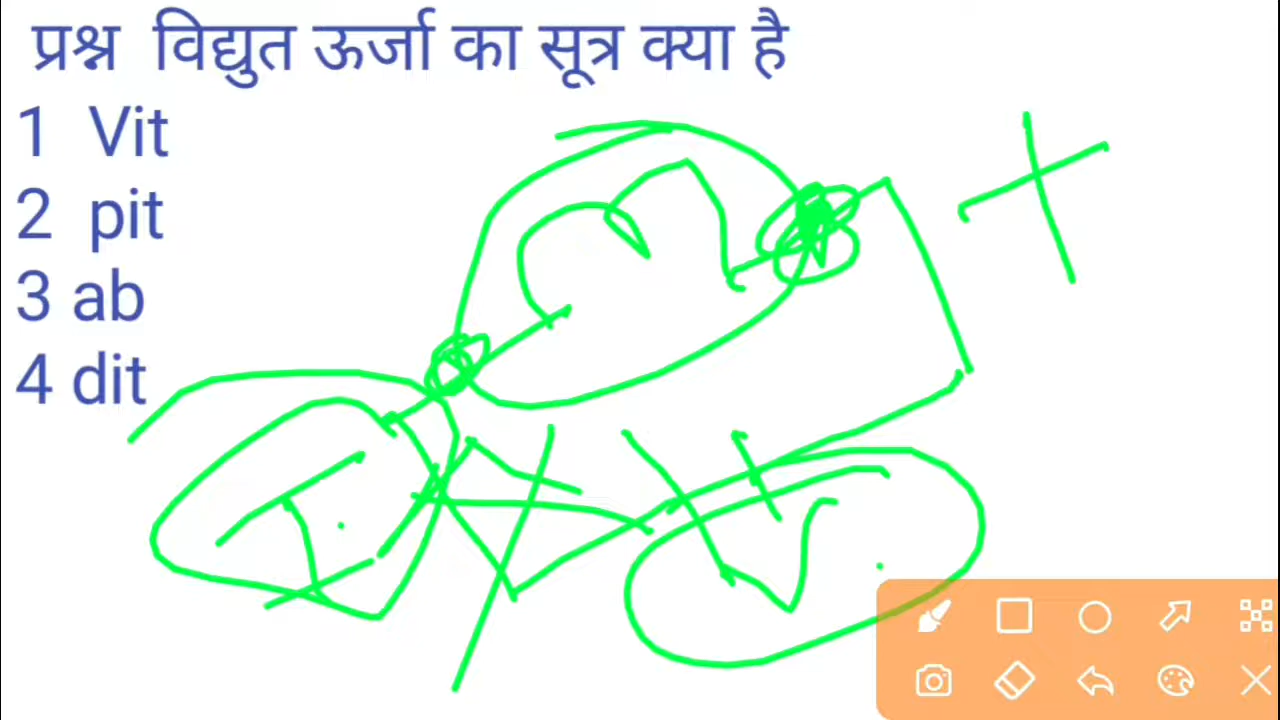 प्रश्न विद्युत ऊर्जा का सूत्र क्या है
1 Vit
2 pit
3 ab
4 dit
I
V